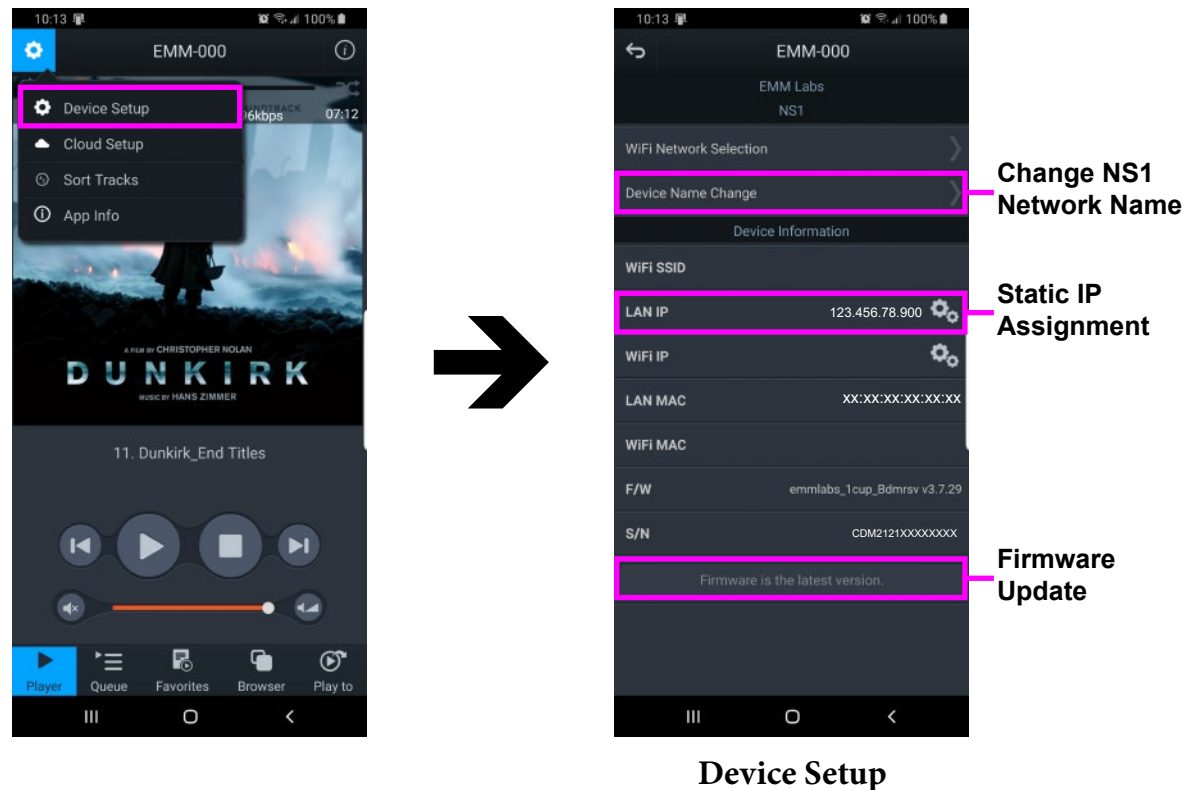 10:13
100%
EMM-000
Device Setup
96kbps
07:12
Cloud Setup
Sort Tracks
App Info
A FILM BY CHRISTOPHER NOLAN
DUNKIRK
MUSIC BY HANS ZIMMER
11. Dunkirk_End Titles
Player
Queue
Favorites
Browser
Play to
10:13
100%
EMM-000
EMM Labs
NS1
WiFi Network Selection
Device Name Change
Device Information
WiFi SSID
LAN IP 123.456.78.900
WiFi IP
LAN MAC XX:XX:XX:XX:XX:XX
WiFi MAC
F/W emmlabs_1cup_Bdmrsv v3.7.29
S/N CDM2121XXXXXXXX
Firmware is the latest version.
Change NS1
Network Name
Static IP
Assignment
Firmware
Update
Device Setup